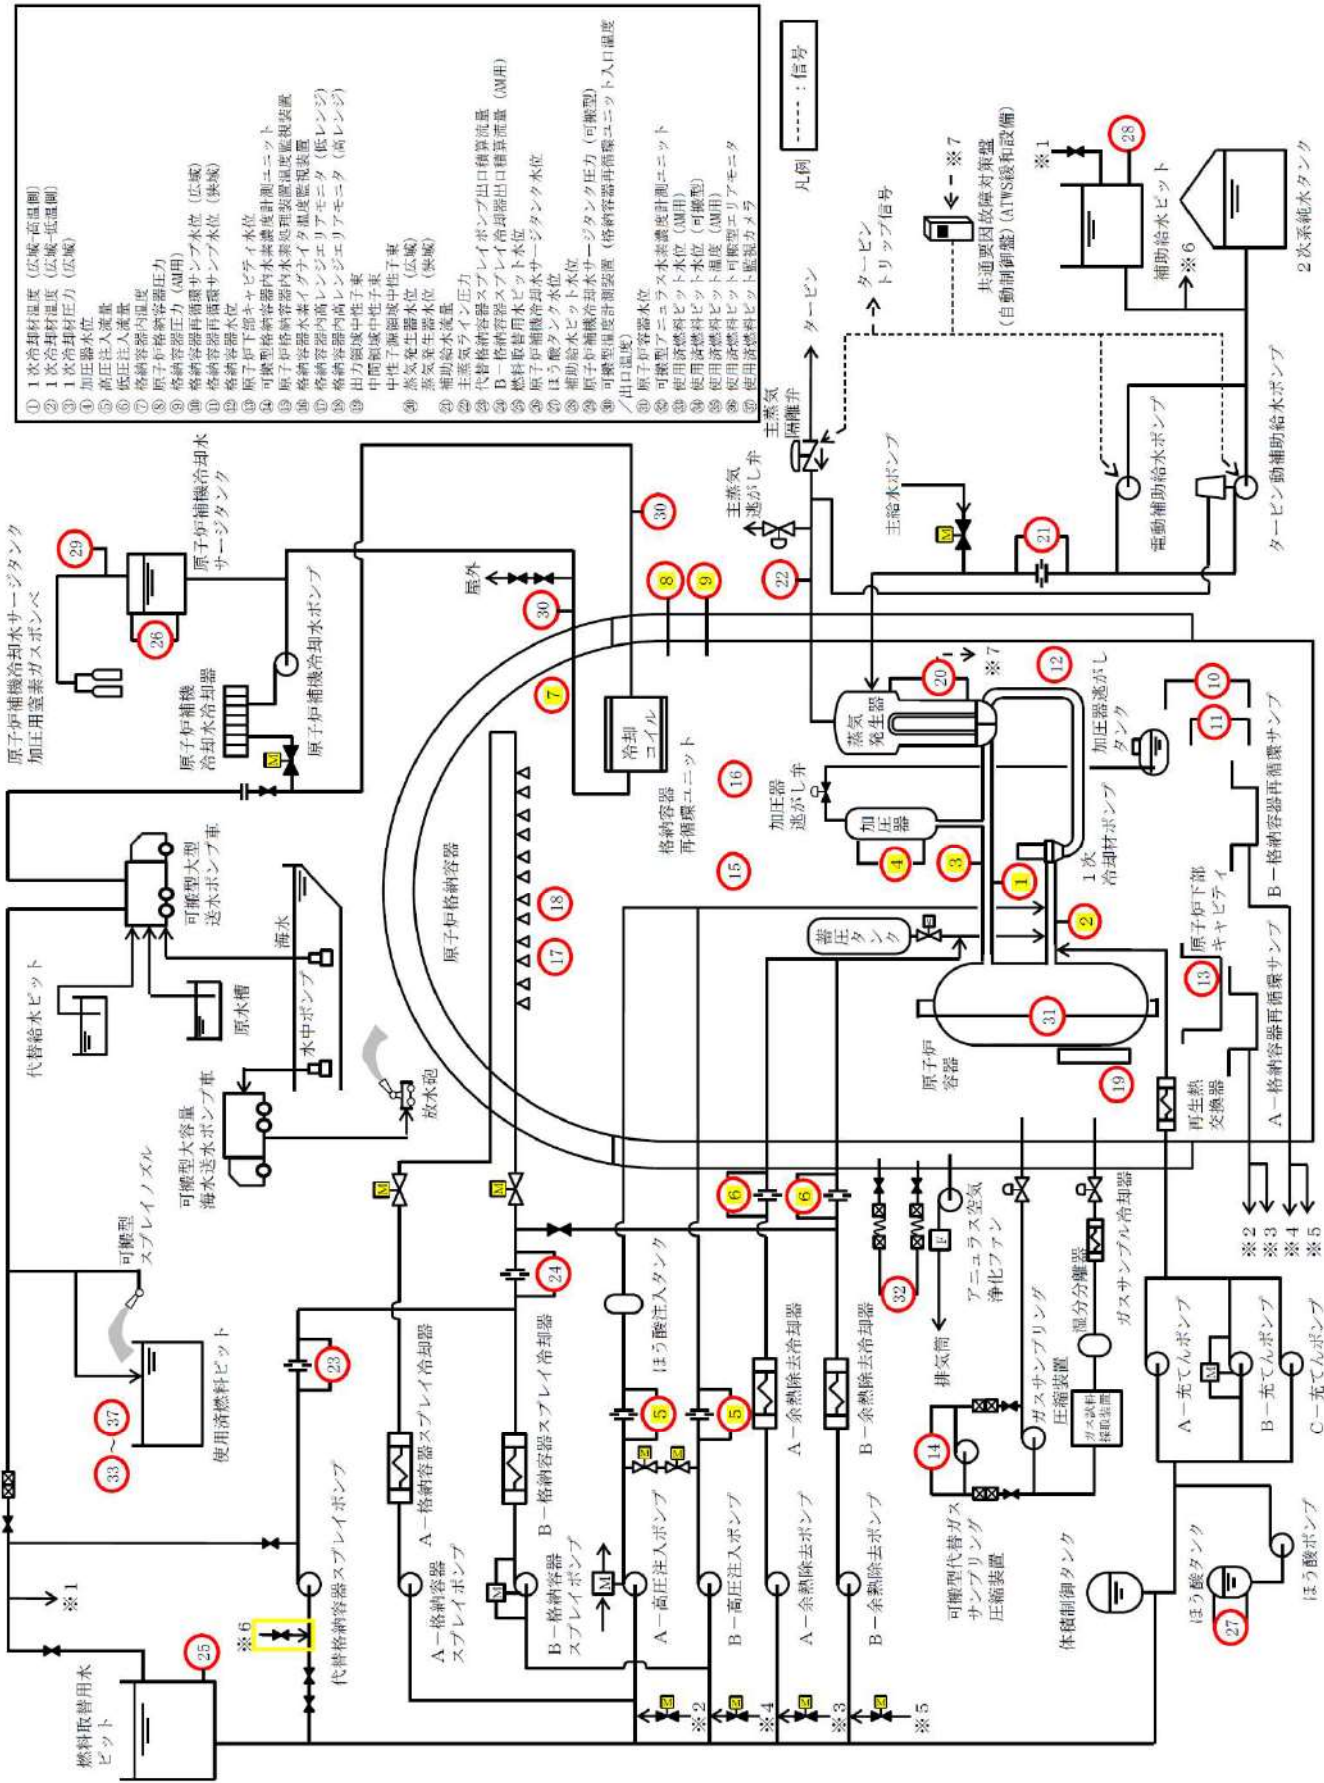 ① 1次冷却材温度（広域-高温側）
② 1次冷却材温度（広域-低温側）
③ 1次冷却材圧力（広域）
④ 加圧器水位
⑤ 高圧注入流量
⑥ 低圧注入流量
⑦ 格納容器内温度
⑧ 原子炉格納容器圧力
⑨ 格納容器圧力（AM用）
⑩ 格納容器再循環サンプ水位（広域）
⑪ 格納容器再循環サンプ水位（狭域）
⑫ 格納容器水位
⑬ 原子炉下部キャビティ水位
⑭ 可搬型格納容器内水素濃度計測ユニット
⑮ 原子炉格納容器内水素処理装置温度監視装置
⑯ 格納容器水素イグナイタ温度監視装置
⑰ 格納容器内高レンジエリアモニタ（低レンジ）
⑱ 格納容器内高レンジエリアモニタ（高レンジ）
⑲ 出力領域中性子束
中間領域中性子束
中性子源領域中性子束
⑳ 蒸気発生器水位（広域）
蒸気発生器水位（狭域）
㉑ 補助給水流量
㉒ 主蒸気ライン圧力
㉓ 代替格納容器スプレイポンプ出口積算流量
㉔ B－格納容器スプレイ冷却器出口積算流量（AM用）
㉕ 燃料取替用水ピット水位
㉖ 原子炉補機冷却水サージタンク水位
㉗ ほう酸タンク水位
㉘ 補助給水ピット水位
㉙ 原子炉補機冷却水サージタンク圧力（可搬型）
㉚ 可搬型温度計測装置（格納容器再循環ユニット入口温度
／出口温度）
㉛ 原子炉容器水位
㉜ 可搬型アニュラス水素濃度計測ユニット
㉝ 使用済燃料ピット水位（AM用）
㉞ 使用済燃料ピット水位（可搬型）
㉟ 使用済燃料ピット温度（AM用）
㊱ 使用済燃料ピット可搬型エリアモニタ
㊲ 使用済燃料ピット監視カメラ
凡例
-----：信号
原子炉補機冷却水サージタンク
加圧用窒素ガスボンベ
29
26
原子炉補機冷却水
サージタンク
原子炉補機
冷却水冷却器
M
原子炉補機冷却水ポンプ
屋外
30
30
代替給水ピット
原水槽
可搬型大型
送水ポンプ車
海水
水中ポンプ
可搬型大容量
海水送水ポンプ車
放水砲
可搬型
スプレイノズル
使用済燃料ピット
33
～
37
※1
燃料取替用水
ピット
25
※6
代替格納容器スプレイポンプ
23
24
A－格納容器
スプレイポンプ
A－格納容器スプレイ冷却器
M
B－格納容器
スプレイポンプ
B－格納容器スプレイ冷却器
M
M
原子炉格納容器
17
18
7
8
9
冷却
コイル
格納容器
再循環ユニット
15
16
M
A－高圧注入ポンプ
B－高圧注入ポンプ
ほう酸注入タンク
5
5
M
M
A－余熱除去ポンプ
B－余熱除去ポンプ
A－余熱除去冷却器
B－余熱除去冷却器
6
6
M
※2
M
※4
M
※3
M
※5
蓄圧タンク
M
加圧器
逃がし弁
加圧器
4
3
1
2
1次
冷却材ポンプ
加圧器逃がし
タンク
蒸気
発生器
20
※7
12
原子炉
容器
31
19
13
原子炉下部
キャビティ
10
11
A－格納容器再循環サンプ
B－格納容器再循環サンプ
※2
※3
※4
※5
再生熱
交換器
32
F
排気筒
アニュラス空気
浄化ファン
14
可搬型代替ガス
サンプリング
圧縮装置
ガスサンプリング
圧縮装置
湿分分離器
ガスサンプル冷却器
ガス試料
採取装置
体積制御タンク
ほう酸タンク
27
ほう酸ポンプ
A－充てんポンプ
M
B－充てんポンプ
C－充てんポンプ
主蒸気
逃がし弁
主蒸気
隔離弁
22
タービン
タービン
トリップ信号
※7
共通要因故障対策盤
（自動制御盤）（ATWS緩和設備）
主給水ポンプ
M
21
電動補助給水ポンプ
タービン動補助給水ポンプ
※1
28
補助給水ピット
※6
2次系純水タンク